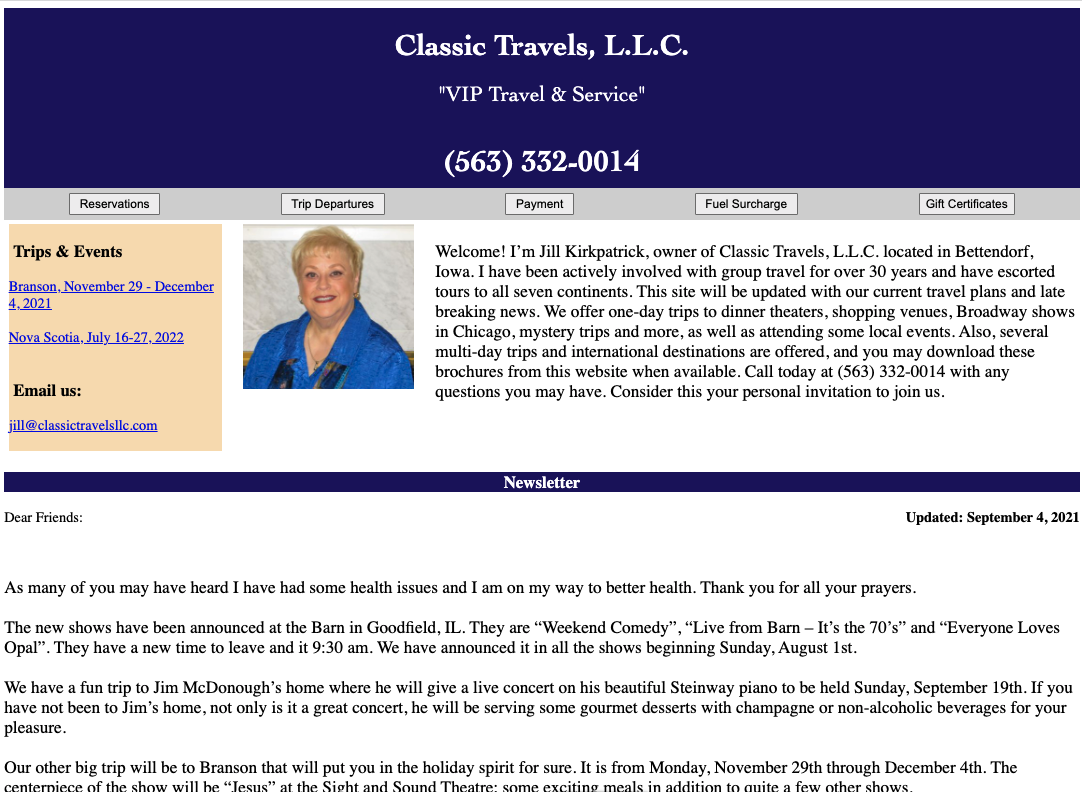 Classic Travels, L.L.C.
"VIP Travel & Service"
(563) 332-0014
Reservations
Trip Departures
Payment
Fuel Surcharge
Gift Certificates
Trips & Events
Branson, November 29 - December
4, 2021
Nova Scotia, July 16-27, 2022
Email us:
jill@classictravelsllc.com
Welcome! I’m Jill Kirkpatrick, owner of Classic Travels, L.L.C. located in Bettendorf,
Iowa. I have been actively involved with group travel for over 30 years and have escorted
tours to all seven continents. This site will be updated with our current travel plans and late
breaking news. We offer one-day trips to dinner theaters, shopping venues, Broadway shows
in Chicago, mystery trips and more, as well as attending some local events. Also, several
multi-day trips and international destinations are offered, and you may download these
brochures from this website when available. Call today at (563) 332-0014 with any
questions you may have. Consider this your personal invitation to join us.
Newsletter
Dear Friends:
Updated: September 4, 2021
As many of you may have heard I have had some health issues and I am on my way to better health. Thank you for all your prayers.
The new shows have been announced at the Barn in Goodfield, IL. They are “Weekend Comedy”, “Live from Barn – It’s the 70’s” and “Everyone Loves
Opal”. They have a new time to leave and it 9:30 am. We have announced it in all the shows beginning Sunday, August 1st.
We have a fun trip to Jim McDonough’s home where he will give a live concert on his beautiful Steinway piano to be held Sunday, September 19th. If you
have not been to Jim’s home, not only is it a great concert, he will be serving some gourmet desserts with champagne or non-alcoholic beverages for your
pleasure.
Our other big trip will be to Branson that will put you in the holiday spirit for sure. It is from Monday, November 29th through December 4th. The
centerpiece of the show will be “Jesus” at the Sight and Sound Theatre; some exciting meals in addition to quite a few other shows.